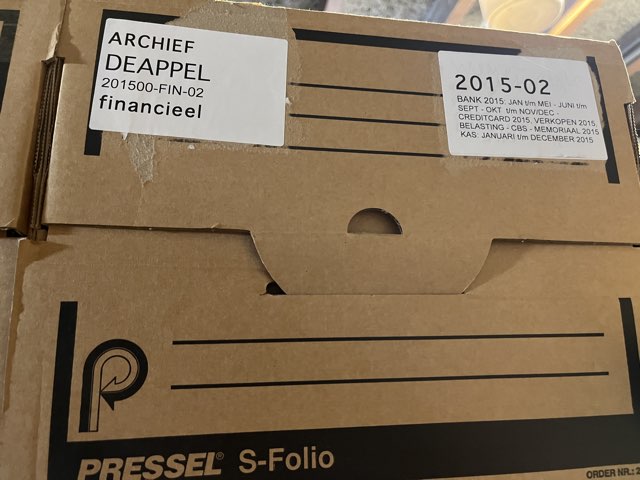 ARCHIEF
DEAPPEL
201500-FIN-02
financieel
2015-02
BANK 2015: JAN t/m MEI - JUNI t/m
SEPT - OKT t/m NOV/DEC -
CREDITCARD 2015, VERKOPEN 2015,
BELASTING - CBS - MEMORIAAL 2015
KAS: JANUARI t/m DECEMBER 2015
PRESSEL® S-Folio
ORDER NR.: 2